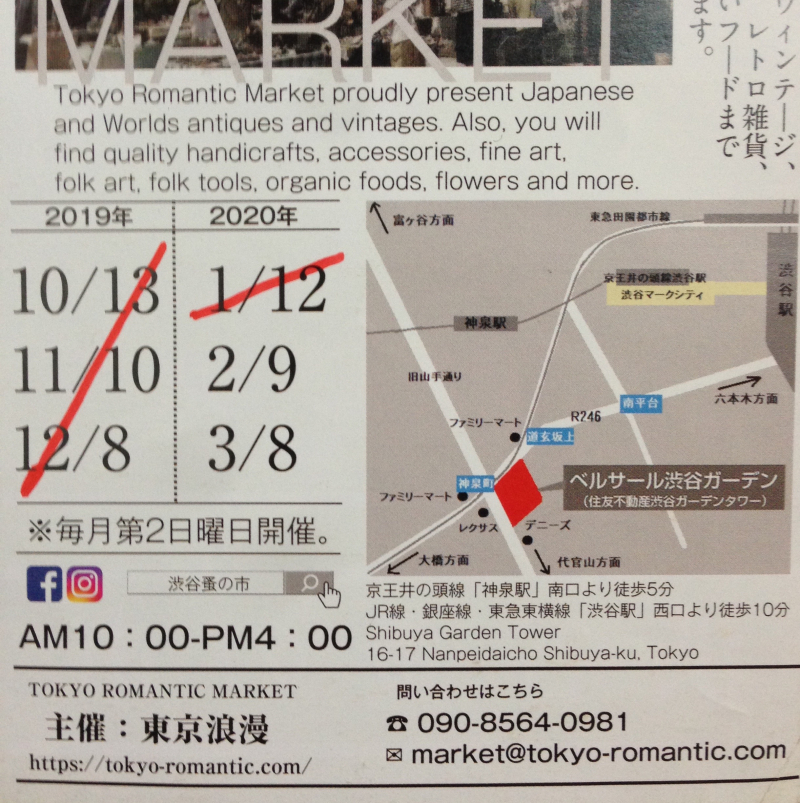 MARKET
ヴィンテージ、
レトロ雑貨、
いフードまで
ます。
Tokyo Romantic Market proudly present Japanese
and Worlds antiques and vintages. Also, you will
find quality handicrafts, accessories, fine art,
folk art, folk tools, organic foods, flowers and more.
2019年
2020年
10/13
1/12
11/10
2/9
12/8
3/8
※毎月第2日曜日開催。
渋谷蚤の市
AM10：00-PM4：00
富ヶ谷方面
東急田園都市線
渋谷駅
京王井の頭線渋谷駅
渋谷マークシティ
神泉駅
旧山手通り
六本木方面
南平台
R246
ファミリーマート
道玄坂上
神泉町
ベルサール渋谷ガーデン
(住友不動産渋谷ガーデンタワー)
ファミリーマート
レクサス
デニーズ
大橋方面
代官山方面
京王井の頭線「神泉駅」南口より徒歩5分
JR線・銀座線・東急東横線「渋谷駅」西口より徒歩10分
Shibuya Garden Tower
16-17 Nanpeidaicho Shibuya-ku, Tokyo
TOKYO ROMANTIC MARKET
主催：東京浪漫
https://tokyo-romantic.com/
問い合わせはこちら
☎ 090-8564-0981
✉ market@tokyo-romantic.com